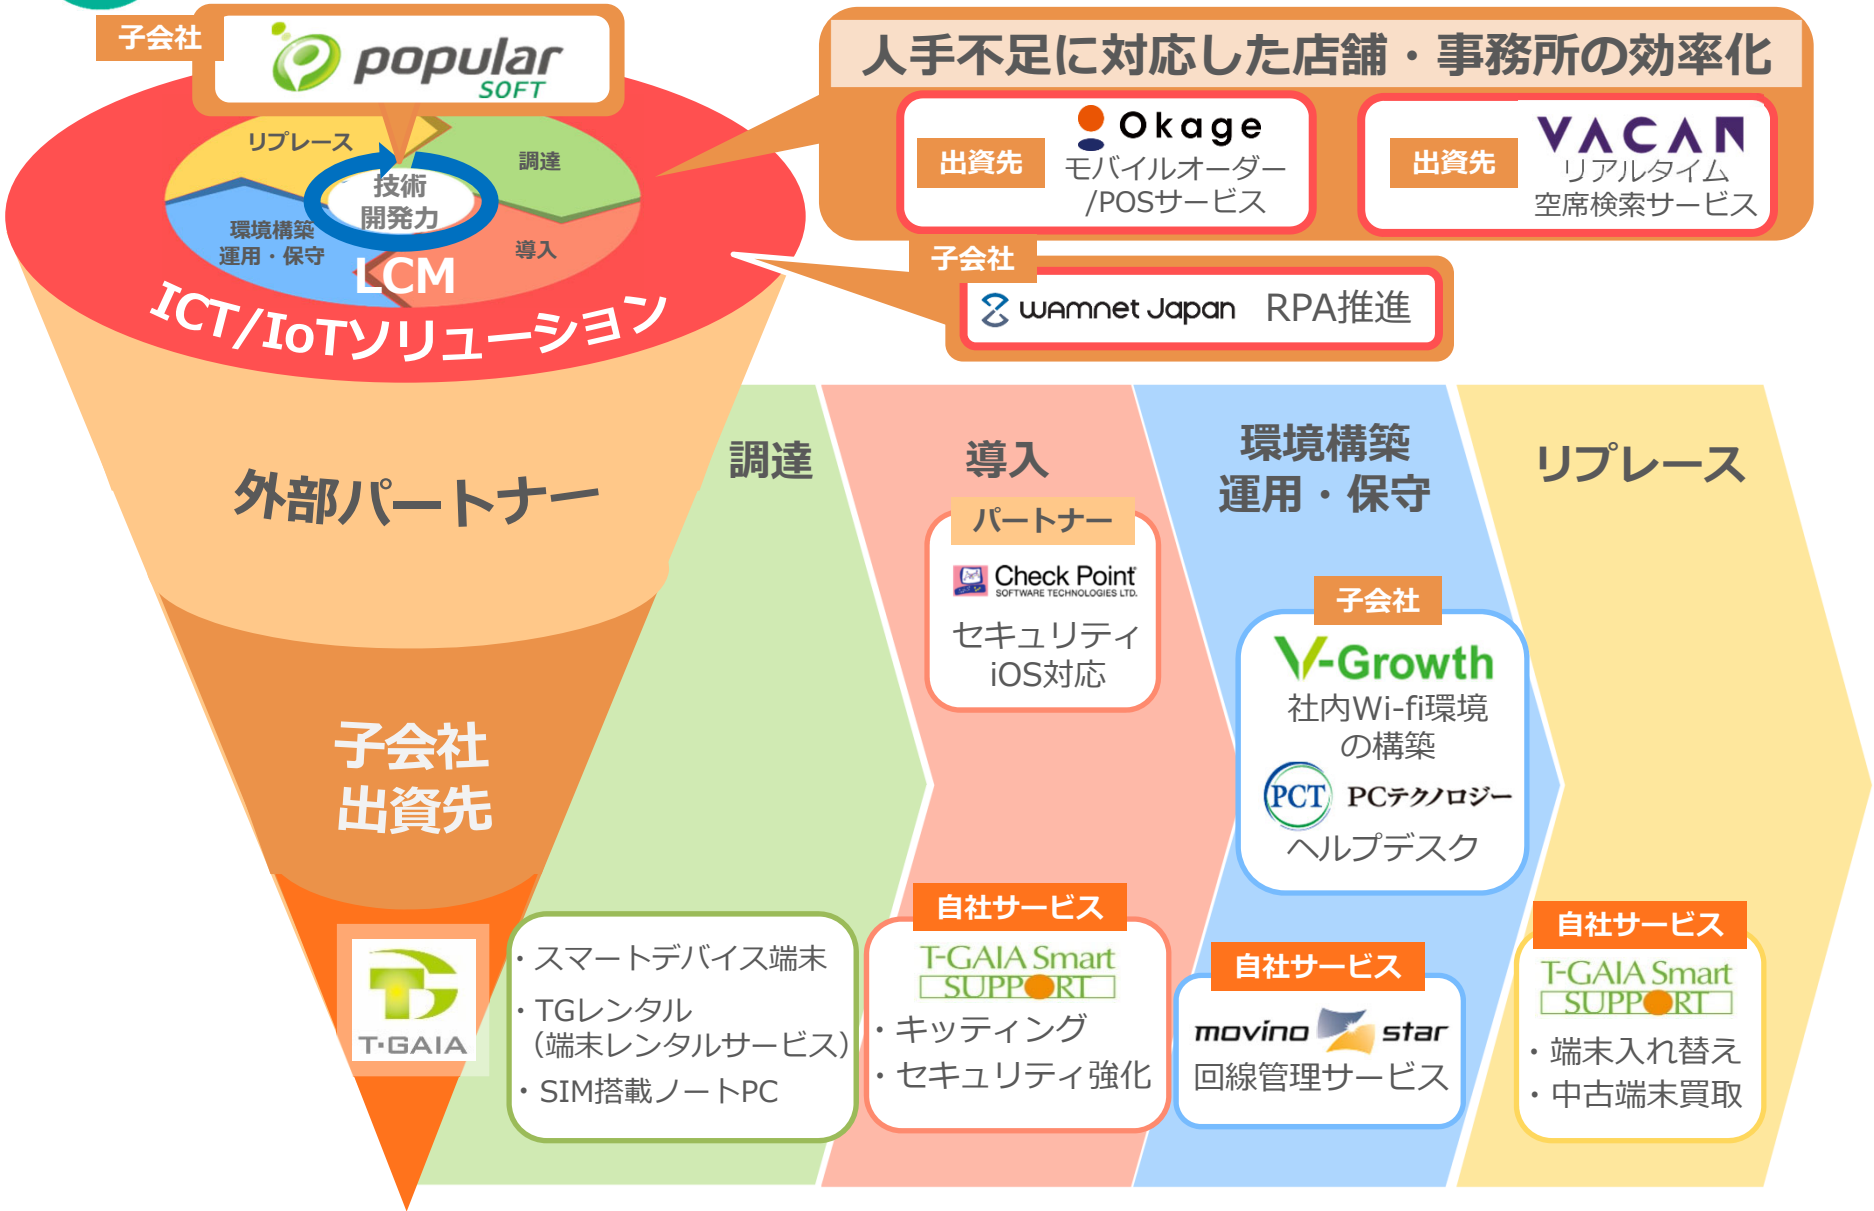 子会社
popular
SOFT
人手不足に対応した店舗・事務所の効率化
出資先
Okage
モバイルオーダー
/POSサービス
出資先
VACAN
リアルタイム
空席検索サービス
リプレース
調達
技術
開発力
環境構築
運用・保守
導入
LCM
ICT/IoTソリューション
子会社
wamnet Japan RPA推進
外部パートナー
子会社
出資先
T-GAIA
調達
導入
環境構築
運用・保守
リプレース
パートナー
Check Point
SOFTWARE TECHNOLOGIES LTD.
セキュリティ
iOS対応
子会社
V-Growth
社内Wi-fi環境
の構築
PCT PCテクノロジー
ヘルプデスク
・スマートデバイス端末
・TGレンタル
（端末レンタルサービス）
・SIM搭載ノートPC
自社サービス
T-GAIA Smart
SUPPORT
・キッティング
・セキュリティ強化
自社サービス
movino star
回線管理サービス
自社サービス
T-GAIA Smart
SUPPORT
・端末入れ替え
・中古端末買取